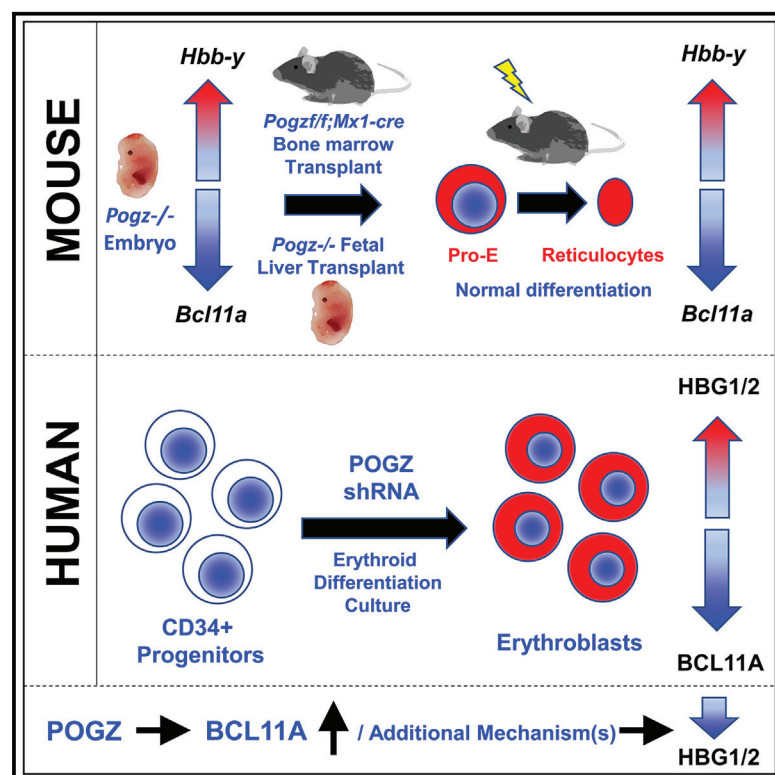 MOUSE
Hbb-y
Pogz-/-
Embryo
Bcl11a
Pogzf/f;Mx1-cre
Bone marrow
Transplant
Pogz-/- Fetal
Liver Transplant
Pro-E
Reticulocytes
Normal differentiation
Hbb-y
Bcl11a
HUMAN
CD34+
Progenitors
POGZ
shRNA
Erythroid
Differentiation
Culture
Erythroblasts
HBG1/2
BCL11A
POGZ BCL11A / Additional Mechanism(s)
HBG1/2